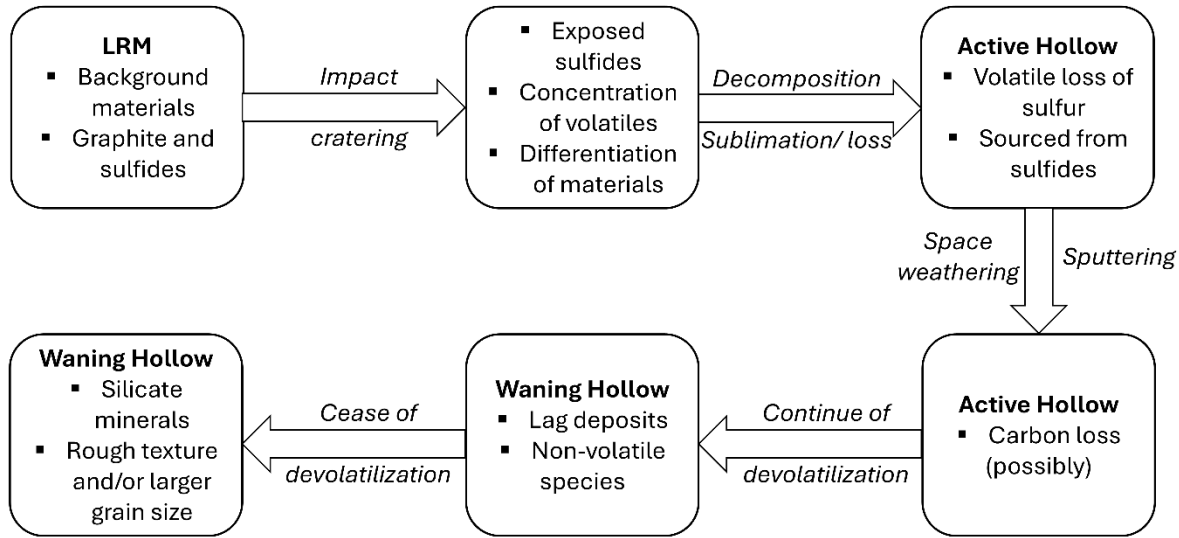 LRM
▪ Background
materials
▪ Graphite and
sulfides
Impact
cratering
▪ Exposed
sulfides
▪ Concentration
of volatiles
▪ Differentiation
of materials
Decomposition
Sublimation/ loss
Active Hollow
▪ Volatile loss of
sulfur
▪ Sourced from
sulfides
Space
weathering
Sputtering
Active Hollow
▪ Carbon loss
(possibly)
Continue of
devolatilization
Waning Hollow
▪ Lag deposits
▪ Non-volatile
species
Cease of
devolatilization
Waning Hollow
▪ Silicate
minerals
▪ Rough texture
and/or larger
grain size